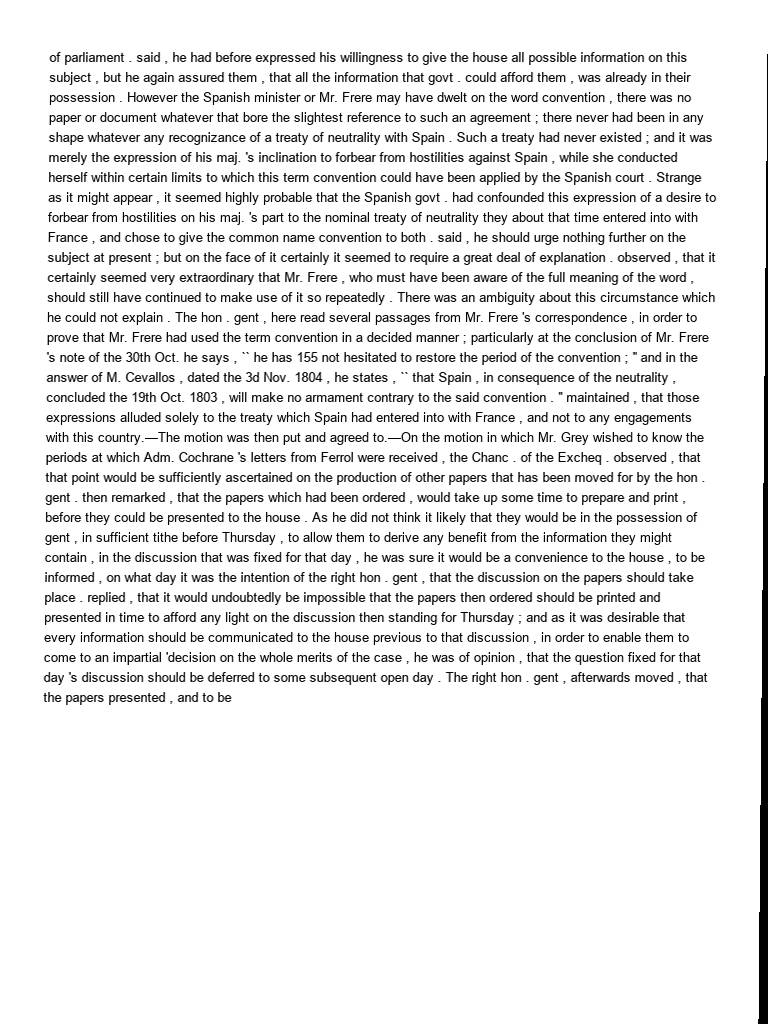 of parliament . said , he had before expressed his willingness to give the house all possible information on this
subject , but he again assured them , that all the information that govt . could afford them , was already in their
possession . However the Spanish minister or Mr. Frere may have dwelt on the word convention , there was no
paper or document whatever that bore the slightest reference to such an agreement ; there never had been in any
shape whatever any recognizance of a treaty of neutrality with Spain . Such a treaty had never existed ; and it was
merely the expression of his maj. 's inclination to forbear from hostilities against Spain , while she conducted
herself within certain limits to which this term convention could have been applied by the Spanish court . Strange
as it might appear , it seemed highly probable that the Spanish govt . had confounded this expression of a desire to
forbear from hostilities on his maj. 's part to the nominal treaty of neutrality they about that time entered into with
France , and chose to give the common name convention to both . said , he should urge nothing further on the
subject at present ; but on the face of it certainly it seemed to require a great deal of explanation . observed , that it
certainly seemed very extraordinary that Mr. Frere , who must have been aware of the full meaning of the word ,
should still have continued to make use of it so repeatedly . There was an ambiguity about this circumstance which
he could not explain . The hon . gent , here read several passages from Mr. Frere 's correspondence , in order to
prove that Mr. Frere had used the term convention in a decided manner ; particularly at the conclusion of Mr. Frere
's note of the 30th Oct. he says , `` he has 155 not hesitated to restore the period of the convention ; " and in the
answer of M. Cevallos , dated the 3d Nov. 1804 , he states , `` that Spain , in consequence of the neutrality ,
concluded the 19th Oct. 1803 , will make no armament contrary to the said convention . " maintained , that those
expressions alluded solely to the treaty which Spain had entered into with France , and not to any engagements
with this country.—The motion was then put and agreed to.—On the motion in which Mr. Grey wished to know the
periods at which Adm. Cochrane 's letters from Ferrol were received , the Chanc . of the Excheq . observed , that
that point would be sufficiently ascertained on the production of other papers that has been moved for by the hon .
gent . then remarked , that the papers which had been ordered , would take up some time to prepare and print ,
before they could be presented to the house . As he did not think it likely that they would be in the possession of
gent , in sufficient tithe before Thursday , to allow them to derive any benefit from the information they might
contain , in the discussion that was fixed for that day , he was sure it would be a convenience to the house , to be
informed , on what day it was the intention of the right hon . gent , that the discussion on the papers should take
place . replied , that it would undoubtedly be impossible that the papers then ordered should be printed and
presented in time to afford any light on the discussion then standing for Thursday ; and as it was desirable that
every information should be communicated to the house previous to that discussion , in order to enable them to
come to an impartial 'decision on the whole merits of the case , he was of opinion , that the question fixed for that
day 's discussion should be deferred to some subsequent open day . The right hon . gent , afterwards moved , that
the papers presented , and to be